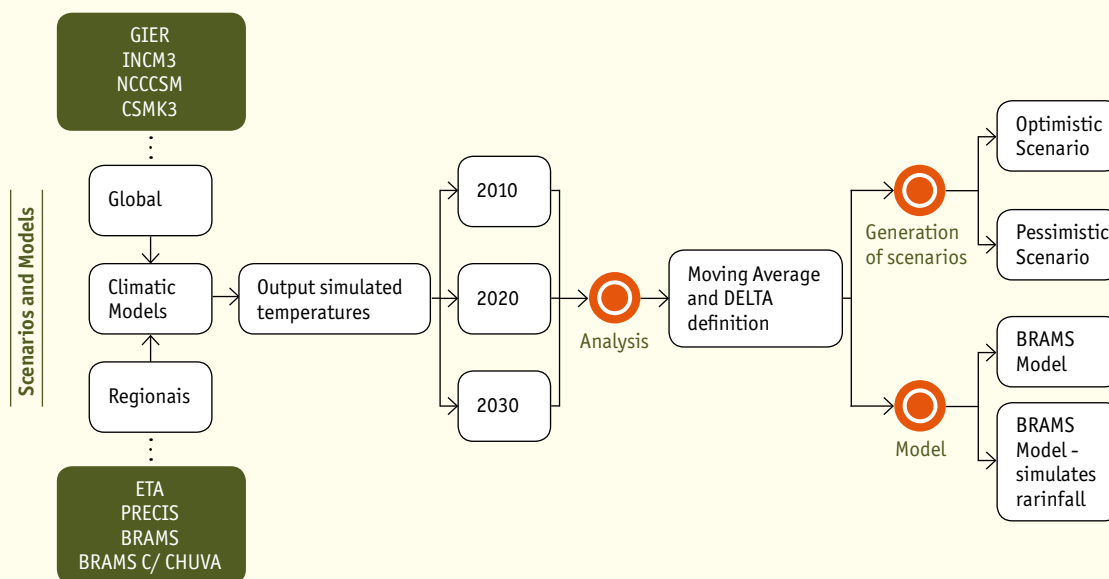 Scenarios and Models
GIER
INCM3
NCCCSM
CSMK3
Global
Climatic
Models
Regionais
ETA
PRECIS
BRAMS
BRAMS C/ CHUVA
Output simulated
temperatures
2010
2020
2030
Analysis
Moving Average
and DELTA
definition
Generation
of scenarios
Optimistic
Scenario
Pessimistic
Scenario
Model
BRAMS
Model
BRAMS
Model -
simulates
rarinfall